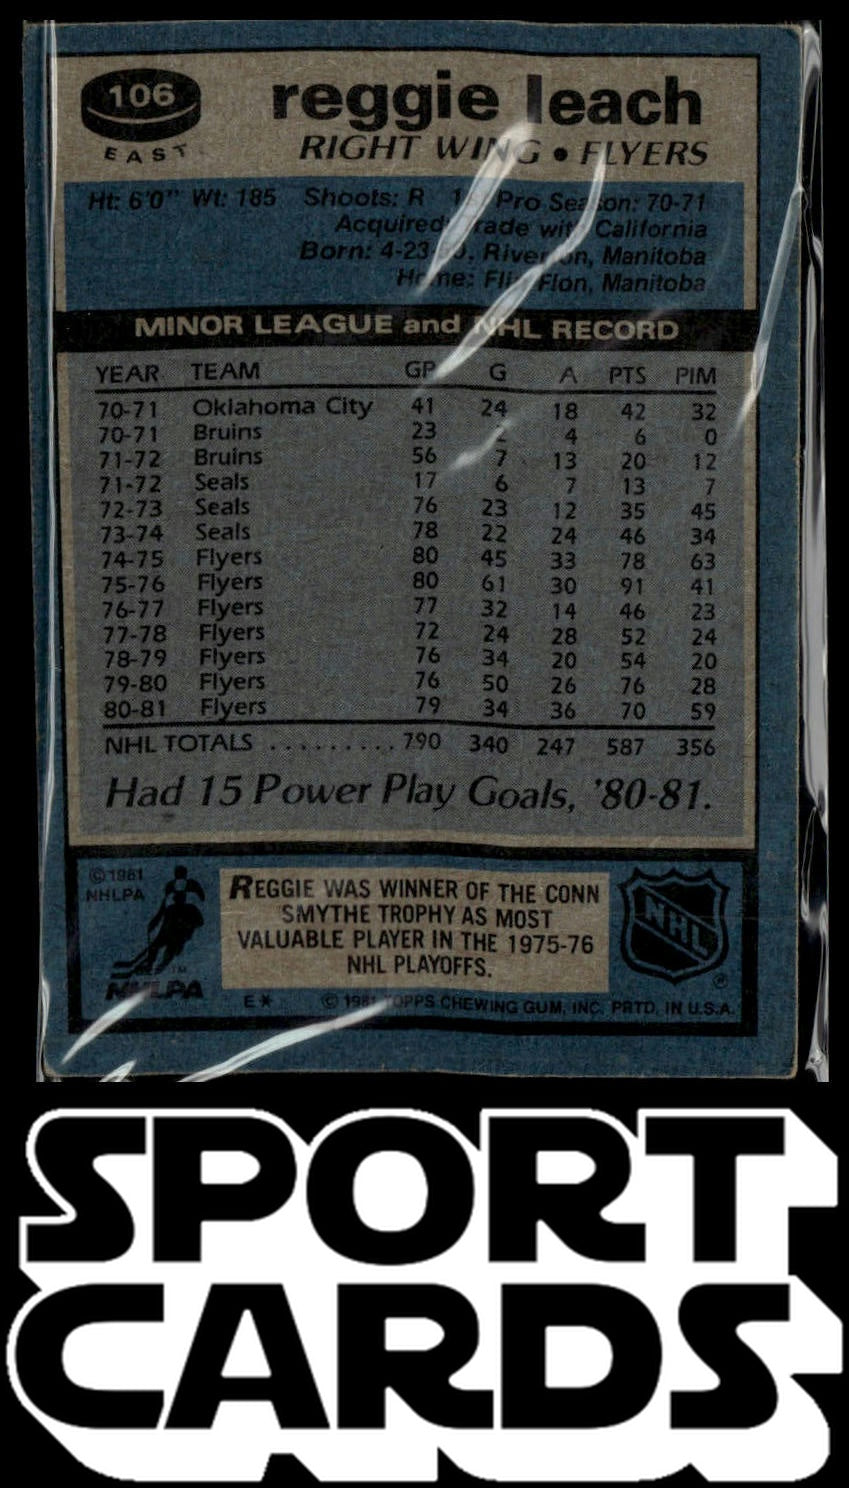 106
EAST
reggie leach
RIGHT WING • FLYERS
Ht: 6'0" Wt: 185 Shoots: R 1st Pro Season: 70-71
Acquired: Trade with California
Born: 4-23-50, Riverton, Manitoba
Home: Flin Flon, Manitoba
MINOR LEAGUE and NHL RECORD
YEAR TEAM GP G A PTS PIM
70-71 Oklahoma City 41 24 18 42 32
70-71 Bruins 23 2 4 6 0
71-72 Bruins 56 7 13 20 12
71-72 Seals 17 6 7 13 7
72-73 Seals 76 23 12 35 45
73-74 Seals 78 22 24 46 34
74-75 Flyers 80 45 33 78 63
75-76 Flyers 80 61 30 91 41
76-77 Flyers 77 32 14 46 23
77-78 Flyers 72 24 28 52 24
78-79 Flyers 76 34 20 54 20
79-80 Flyers 76 50 26 76 28
80-81 Flyers 79 34 36 70 59
NHL TOTALS .......... 790 340 247 587 356
Had 15 Power Play Goals, '80-81.
© 1981
NHLPA
REGGIE WAS WINNER OF THE CONN
SMYTHE TROPHY AS MOST
VALUABLE PLAYER IN THE 1975-76
NHL PLAYOFFS.
NHL
®
TM
NHLPA
E* © 1981 TOPPS CHEWING GUM, INC. PRTD. IN U.S.A.
SPORT
CARDS